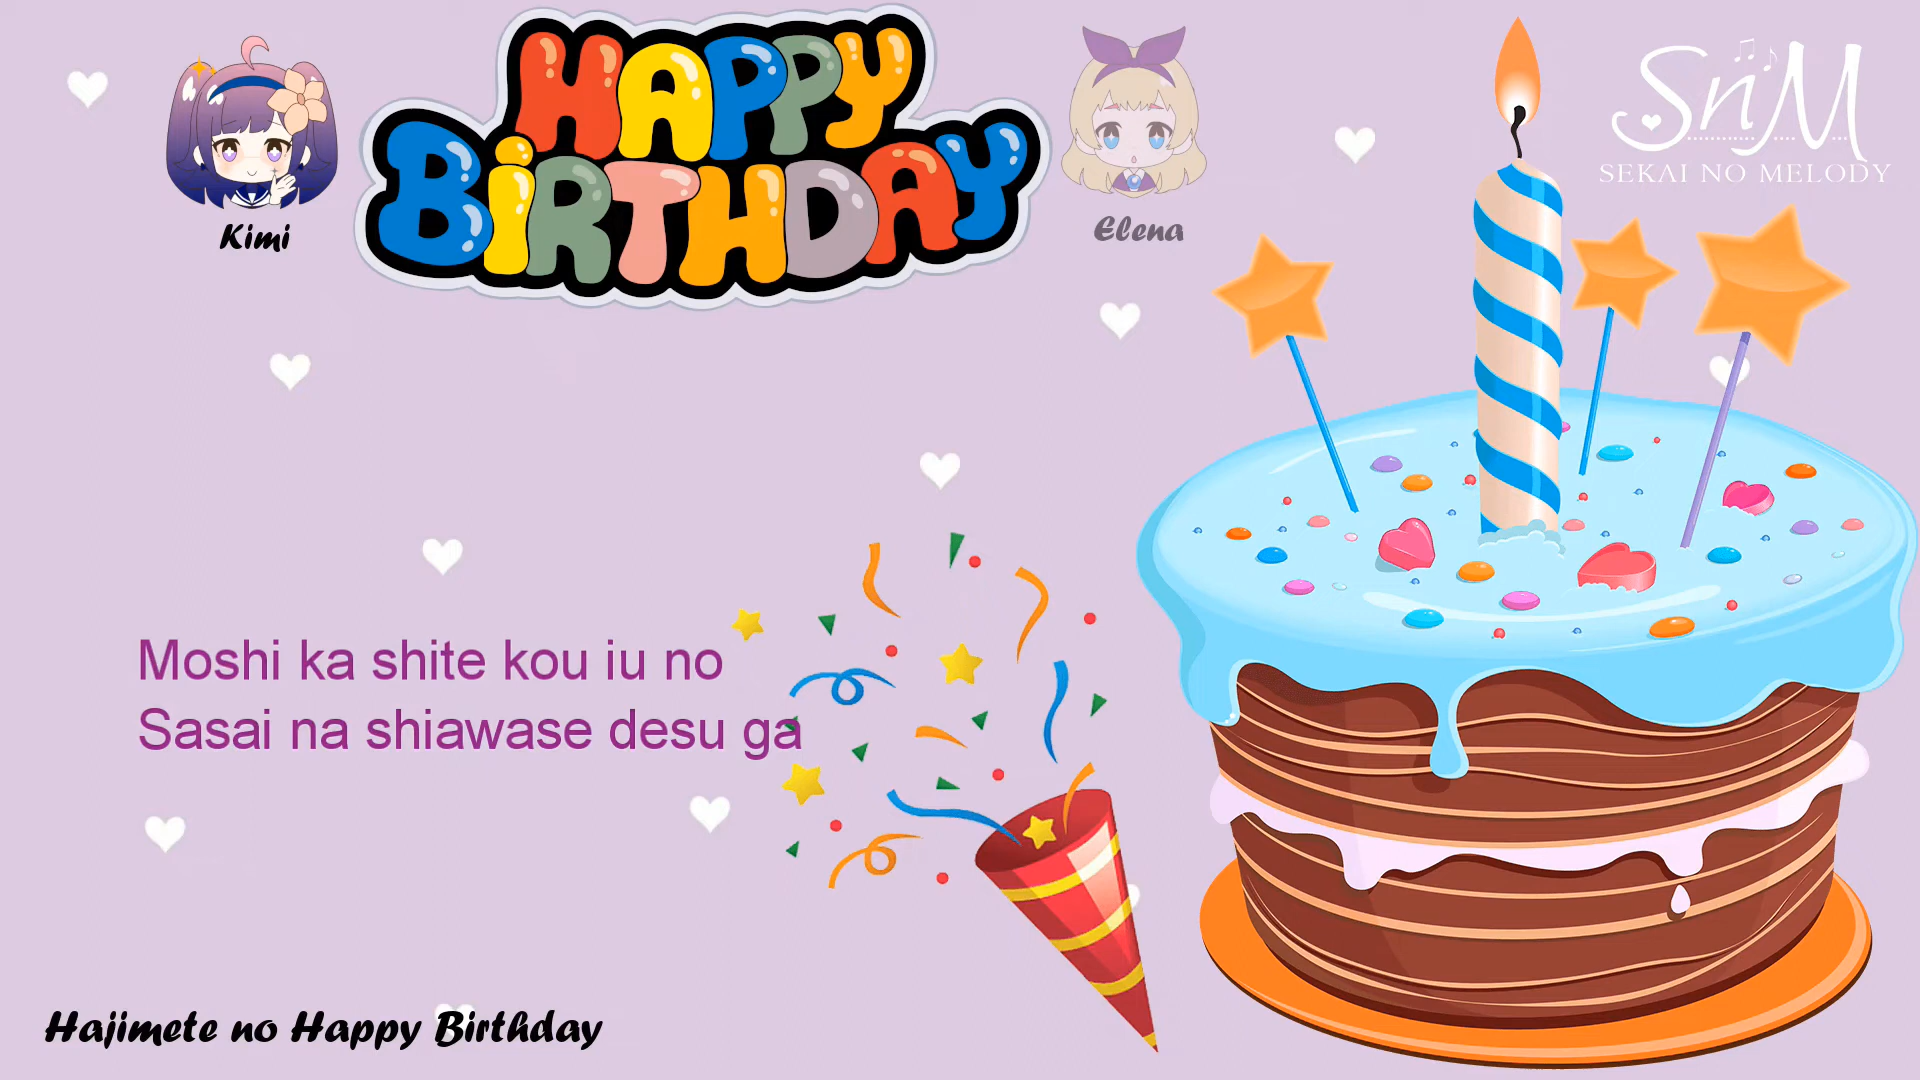 HAPPY
BIRTHDAY
Kimi
Elena
SnM
SEKAI NO MELODY
Moshi ka shite kou iu no
Sasai na shiawase desu ga
Hajimete no Happy Birthday